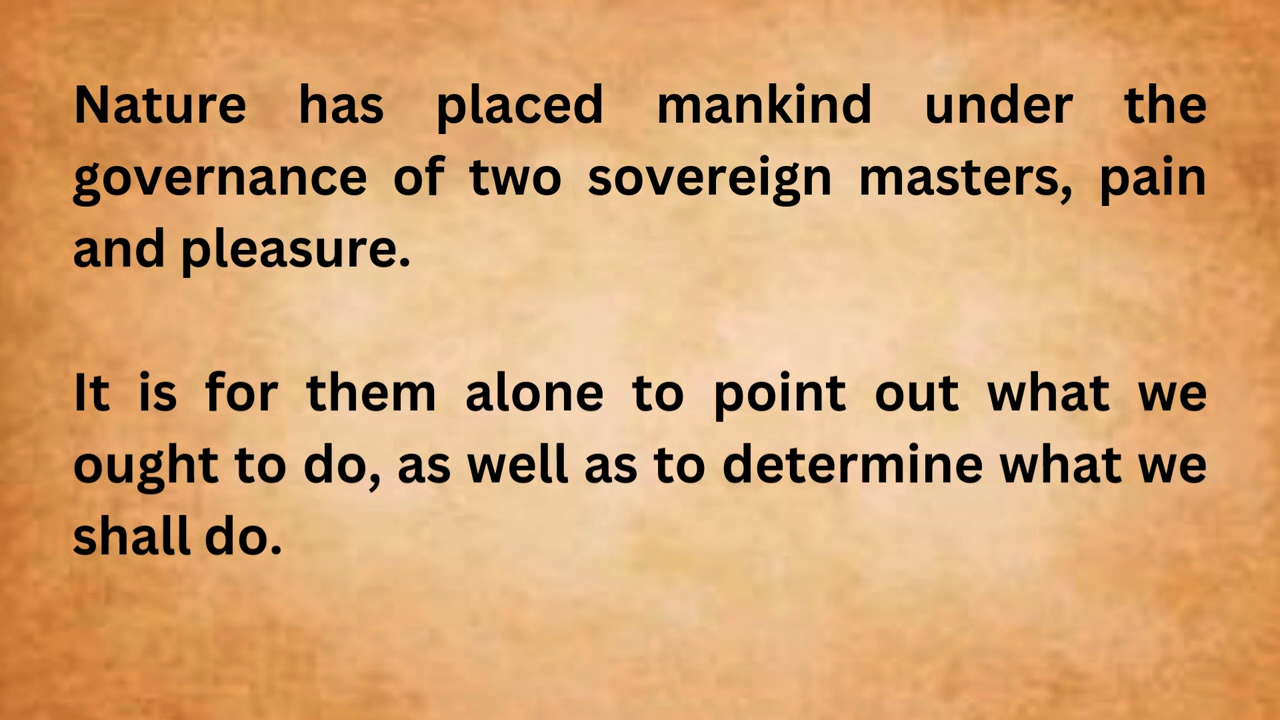 Nature has placed mankind under the
governance of two sovereign masters, pain
and pleasure.
It is for them alone to point out what we
ought to do, as well as to determine what we
shall do.